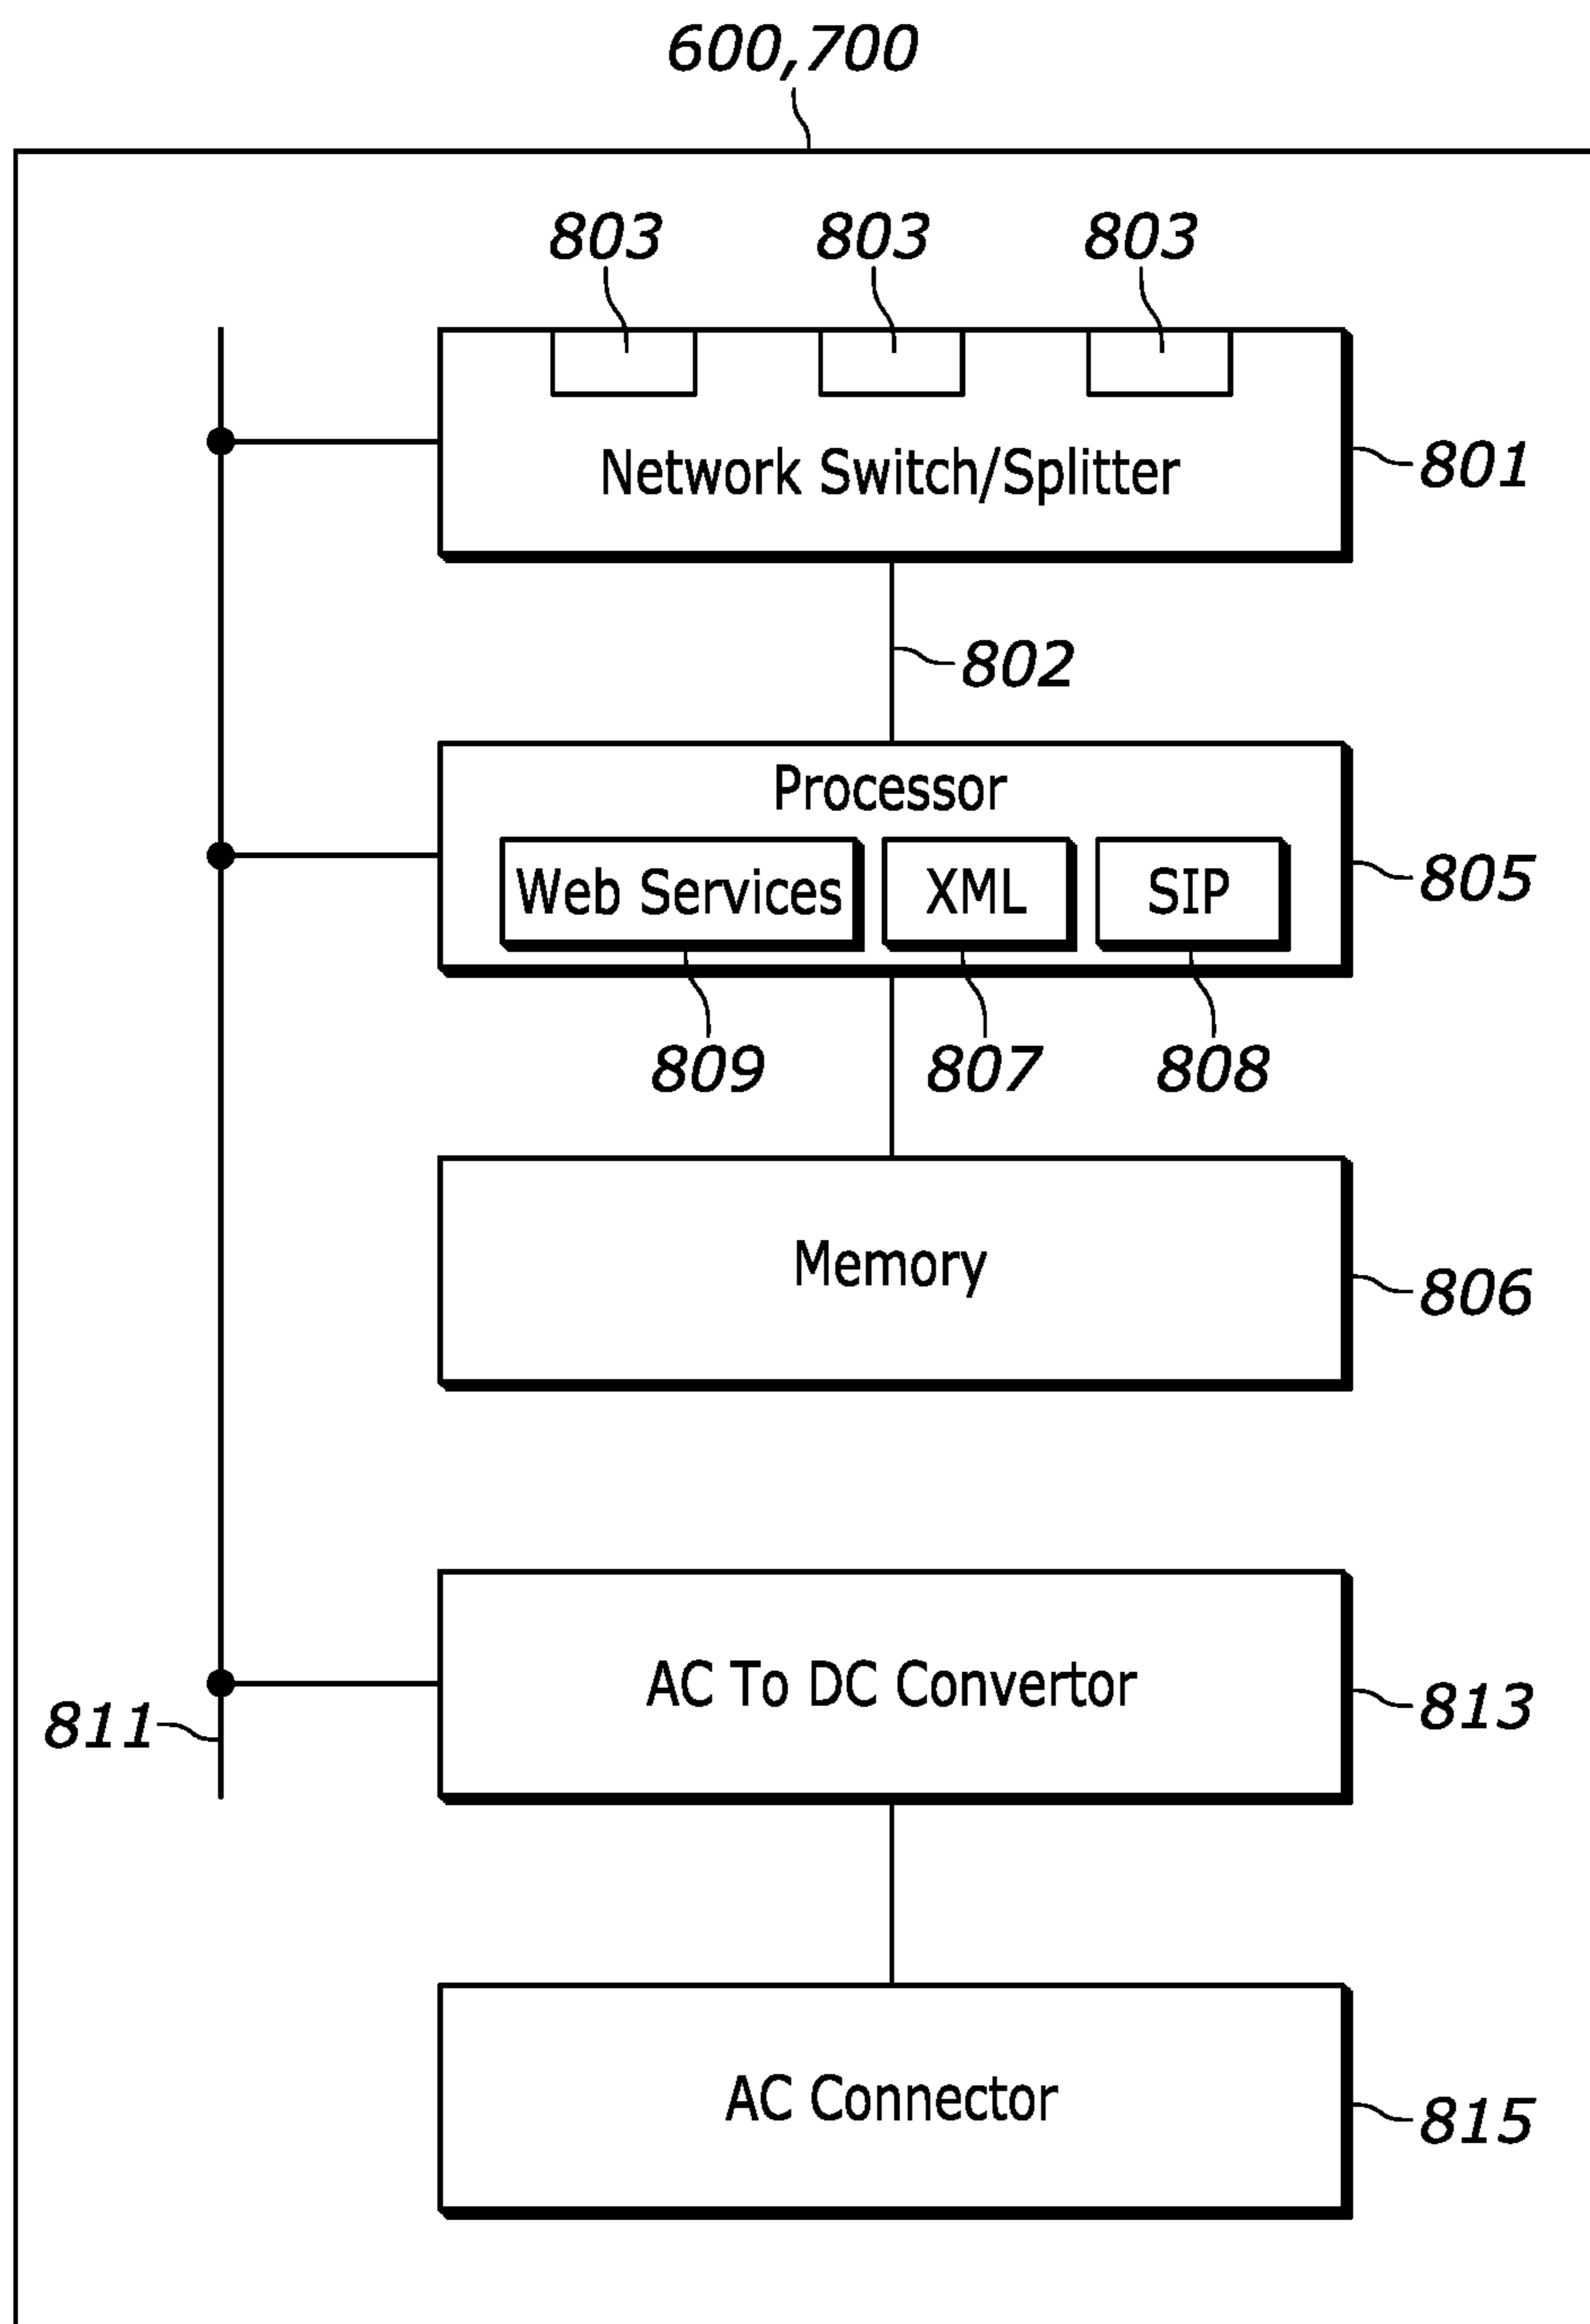 600,700
803 803 803
Network Switch/Splitter
801
802
Processor
Web Services XML SIP
805
809 807 808
Memory
806
AC To DC Convertor
813
811
AC Connector
815